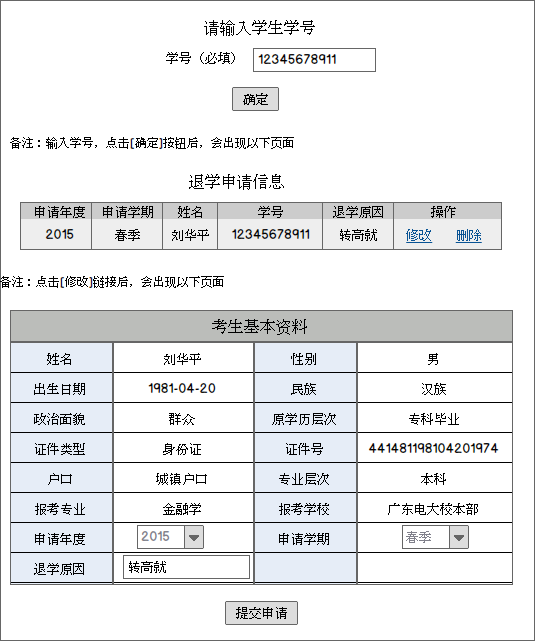 请输入学生学号
学号（必填） 12345678911
确定
备注：输入学号，点击[确定]按钮后，会出现以下页面
退学申请信息
申请年度 申请学期 姓名 学号 退学原因 操作
2015 春季 刘华平 12345678911 转高就 修改 删除
备注：点击[修改]链接后，会出现以下页面
考生基本资料
姓名 刘华平 性别 男
出生日期 1981-04-20 民族 汉族
政治面貌 群众 原学历层次 专科毕业
证件类型 身份证 证件号 441481198104201974
户口 城镇户口 专业层次 本科
报考专业 金融学 报考学校 广东电大校本部
申请年度 2015 申请学期 春季
退学原因 转高就
提交申请